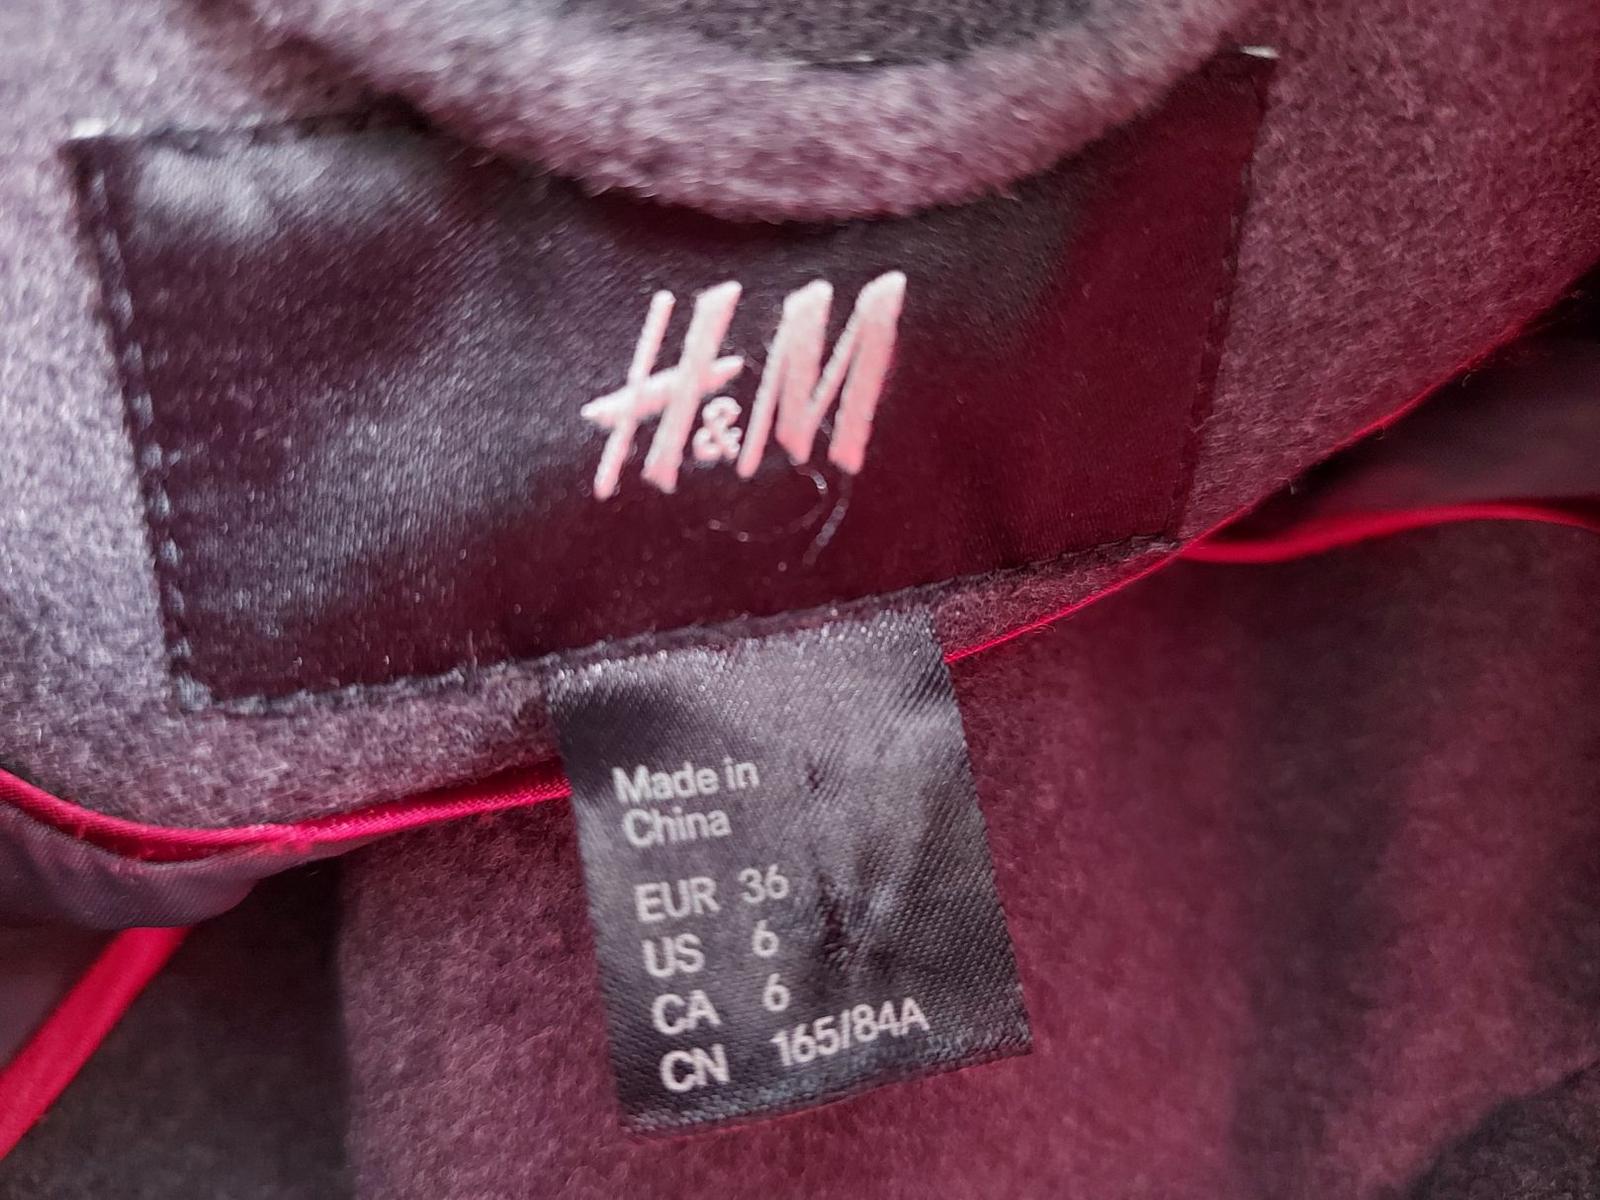 H&M
Made in
China
EUR 36
US 6
CA 6
CN 165/84A